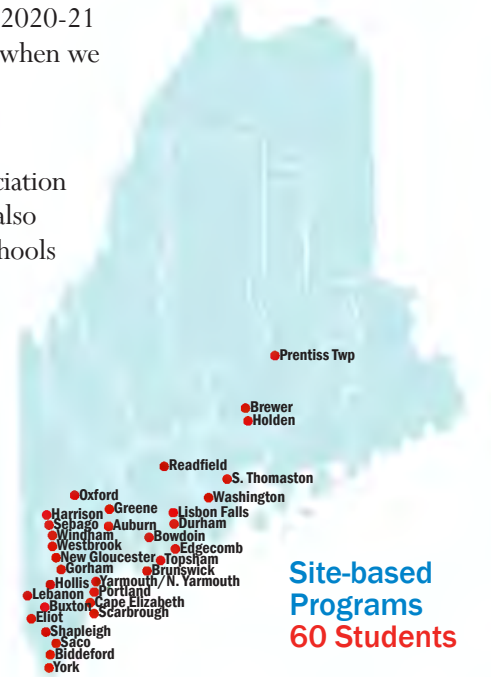 2020-21
when we
ciation
also
hools
Prentiss Twp
Brewer
Holden
Readfield
S. Thomaston
Washington
Oxford
Greene
Harrison
Lisbon Falls
Sebago
Auburn
Durham
Windham
Bowdoin
Westbrook
Edgecomb
New Gloucester
Topsham
Gorham
Brunswick
Hollis
Yarmouth/N. Yarmouth
Lebanon
Portland
Buxton
Cape Elizabeth
Scarbrough
Eliot
Shapleigh
Saco
Biddeford
York
Site-based
Programs
60 Students